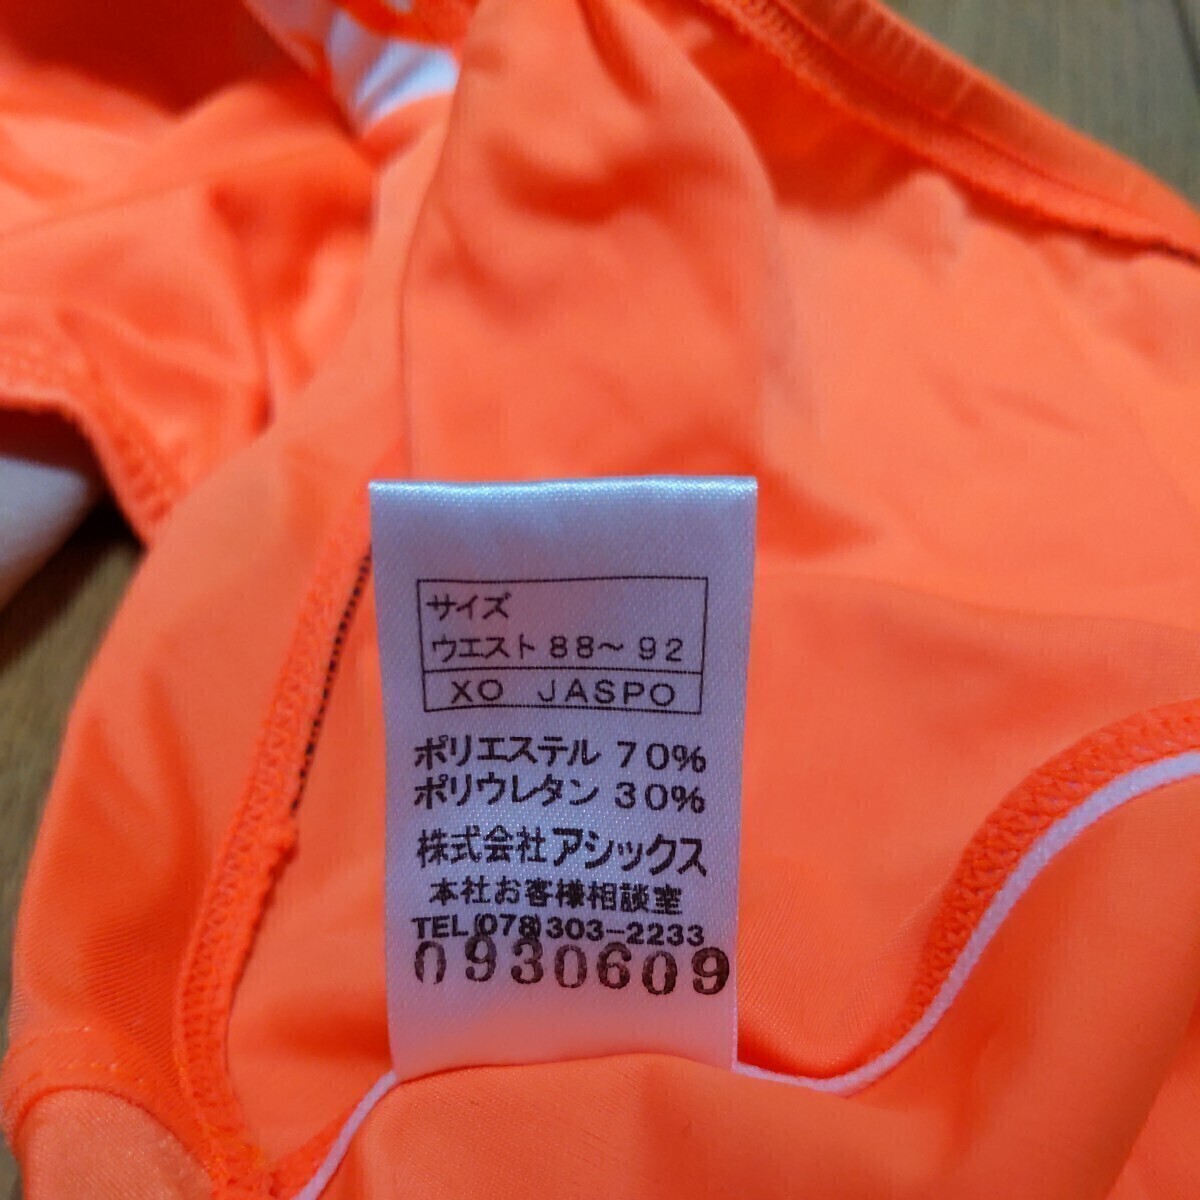 サイズ
ウエスト88〜92
XO JASPO
ポリエステル 70%
ポリウレタン 30%
株式会社アシックス
本社お客様相談室
TEL(078)303-2233
0930609